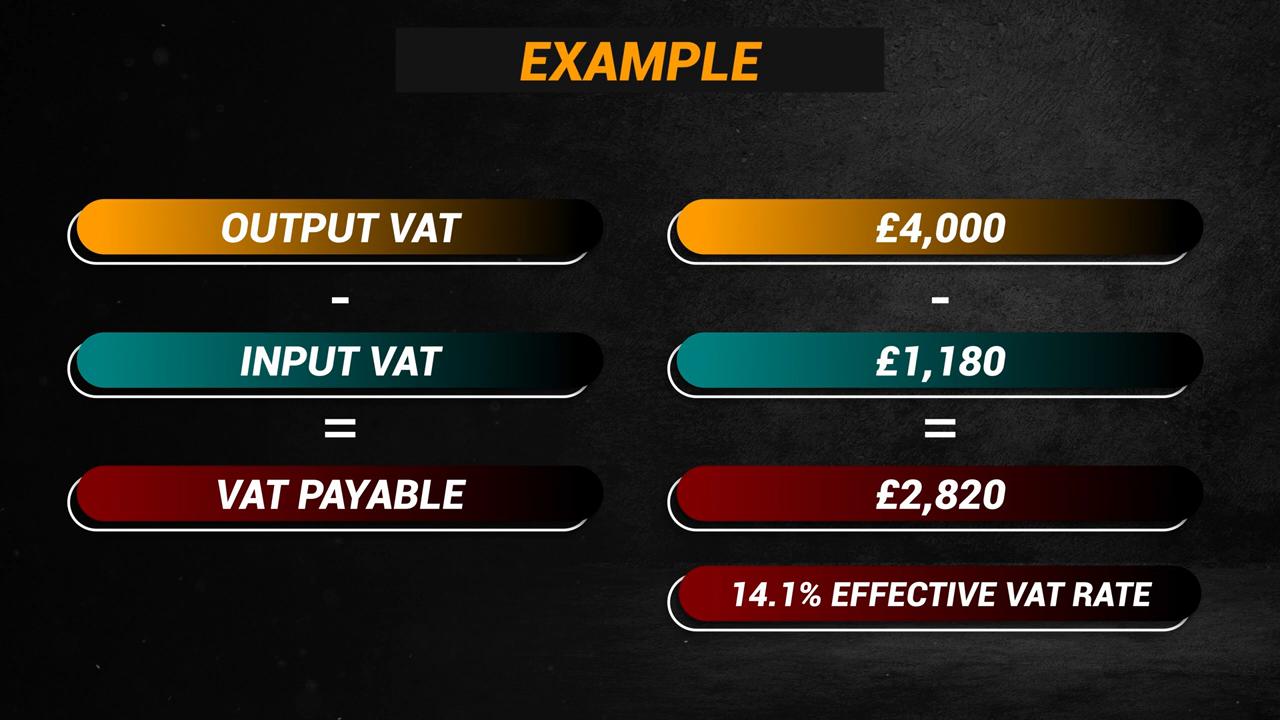 EXAMPLE
OUTPUT VAT £4,000
- -
INPUT VAT £1,180
= =
VAT PAYABLE £2,820
14.1% EFFECTIVE VAT RATE